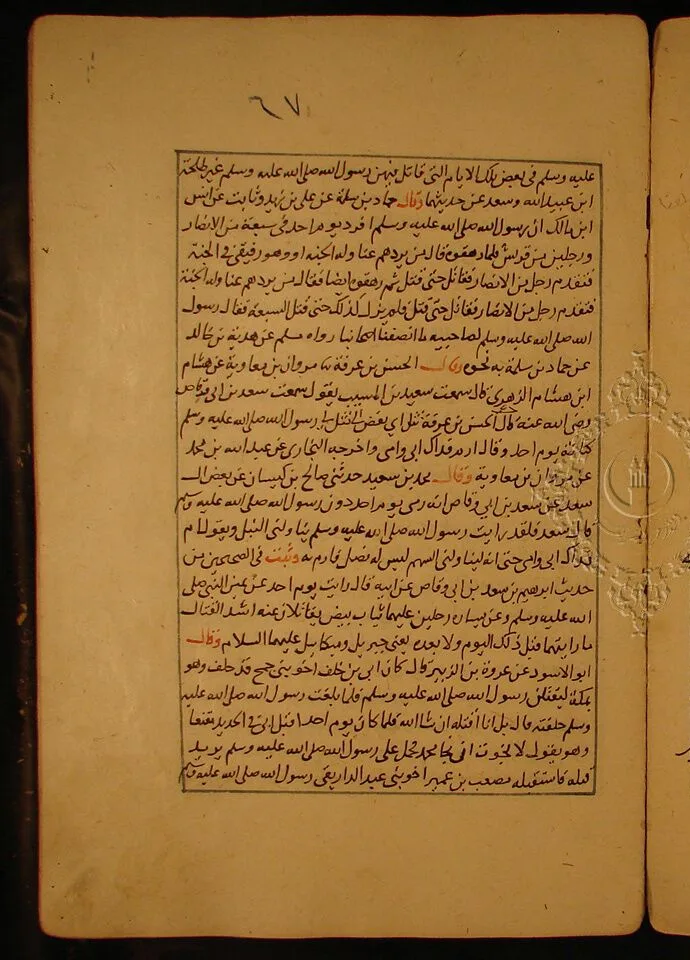 ٦٧
عليه وسلم في بعض تلك الايام التي قاتل فيهن رسول الله صلى الله عليه وسلم غير طلحة
ابن عبيد الله وسعد عن حديثهما وقال حماد بن سلمة عن علي بن زيد وثابت عن انس
ابن مالك ان رسول الله صلى الله عليه وسلم افرد يوم احد في سبعة من الانصار
ورجلين من قريش فلما رهقوه قال من يردهم عنا وله الجنة او وهو رفيقي في الجنة
فتقدم رجل من الانصار فقاتل حتى قتل ثم رهقوه ايضا فقال من يردهم عنا وله الجنة
فتقدم رجل من الانصار فقاتل حتى قتل فلم يزل كذلك حتى قتل السبعة فقال رسول
الله صلى الله عليه وسلم لصاحبيه ما انصفنا اصحابنا رواه مسلم عن هدبة بن خالد
عن حماد بن سلمة به نحوه وقال الحسن بن عرفة ثنا مروان بن معاوية عن هشام
ابن هشام الزهري قال سمعت سعيد بن المسيب يقول سمعت سعد بن ابي وقاص
رضي الله عنه قال الحسن بن عرفة نثل اي بعض النثل لي رسول الله صلى الله عليه وسلم
كنانته يوم احد وقال ارم فداك ابي وامي واخرجه البخاري عن عبد الله بن محمد
عن مروان بن معاوية وقال محمد بن سعيد حدثني صالح بن كيسان عن بعض ال
سعد عن سعد بن ابي وقاص انه رمى يوم احد دون رسول الله صلى الله عليه وسلم
قال سعد فلقد رايت رسول الله صلى الله عليه وسلم يناولني النبل ويقول ارم
فداك ابي وامي حتى انه ليناولني السهم ليس له نصل فارم به وثبت في الصحيحين من
حديث ابرهيم بن سعد بن ابي وقاص عن ابيه قال رايت يوم احد عن يمين النبي صلى
الله عليه وسلم وعن يساره رجلين عليهما ثياب بيض يقاتلان عنه اشد القتال
ما رايتهما قبل ذلك اليوم ولا بعده يعني جبريل وميكائيل عليهما السلام وقال
ابو الاسود عن عروة بن الزبير قال كان ابي بن خلف اخو بني جمح قد حلف وهو
بمكة ليقتلن رسول الله صلى الله عليه وسلم فلما بلغت رسول الله صلى الله عليه
وسلم حلفته قال بل انا اقتله ان شا الله فلما كان يوم احد اقبل ابي في الحديد مقنعا
وهو يقول لا نجوت ان نجا محمد فحمل على رسول الله صلى الله عليه وسلم يريد
قتله فاستقبله مصعب بن عمير اخو بني عبد الدار يقي رسول الله صلى الله عليه وسلم